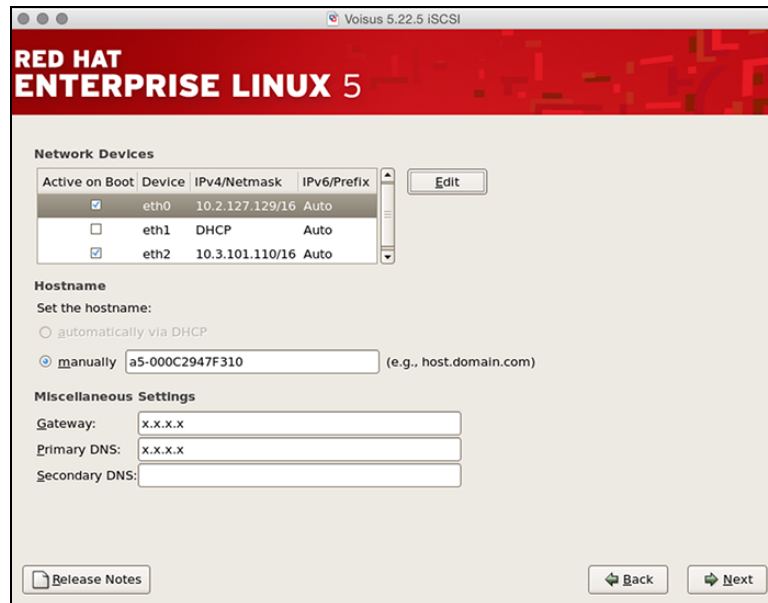 Voisus 5.22.5 iSCSI
RED HAT
ENTERPRISE LINUX 5
Network Devices
Active on Boot Device IPv4/Netmask IPv6/Prefix
Edit
eth0 10.2.127.129/16 Auto
eth1 DHCP Auto
eth2 10.3.101.110/16 Auto
Hostname
Set the hostname:
automatically via DHCP
manually a5-000C2947F310 (e.g., host.domain.com)
Miscellaneous Settings
Gateway: x.x.x.x
Primary DNS: x.x.x.x
Secondary DNS:
Release Notes Back Next